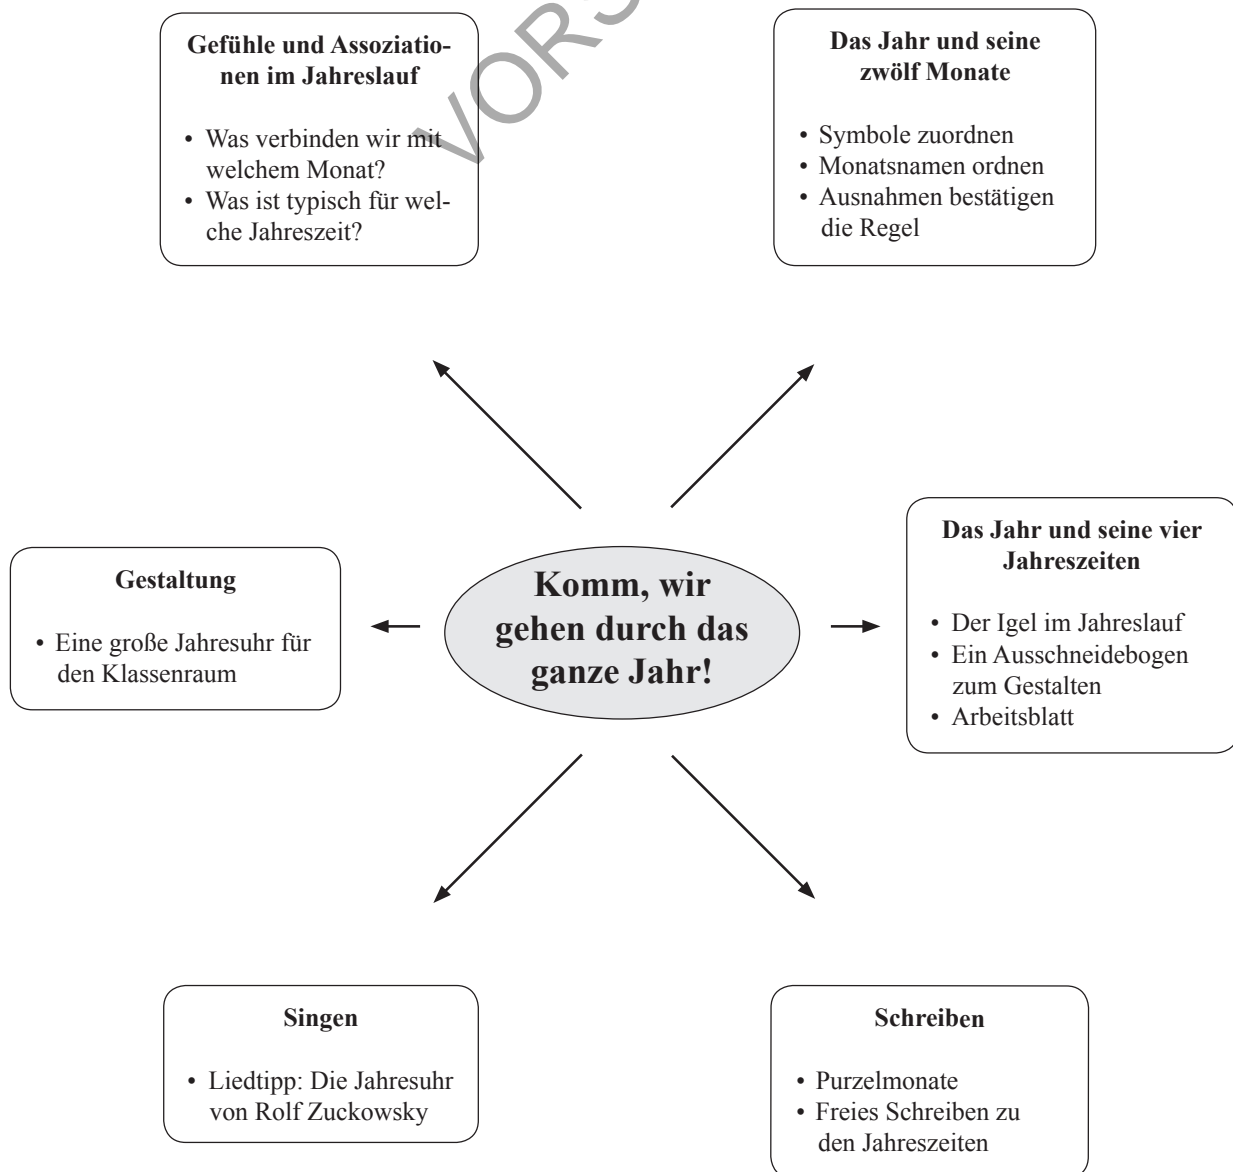 VORS
Gefühle und Assoziatio-
nen im Jahreslauf
• Was verbinden wir mit
welchem Monat?
• Was ist typisch für wel-
che Jahreszeit?
Das Jahr und seine
zwölf Monate
• Symbole zuordnen
• Monatsnamen ordnen
• Ausnahmen bestätigen
die Regel
Gestaltung
• Eine große Jahresuhr für
den Klassenraum
Komm, wir
gehen durch das
ganze Jahr!
Das Jahr und seine vier
Jahreszeiten
• Der Igel im Jahreslauf
• Ein Ausschneidebogen
zum Gestalten
• Arbeitsblatt
Singen
• Liedtipp: Die Jahresuhr
von Rolf Zuckowsky
Schreiben
• Purzelmonate
• Freies Schreiben zu
den Jahreszeiten